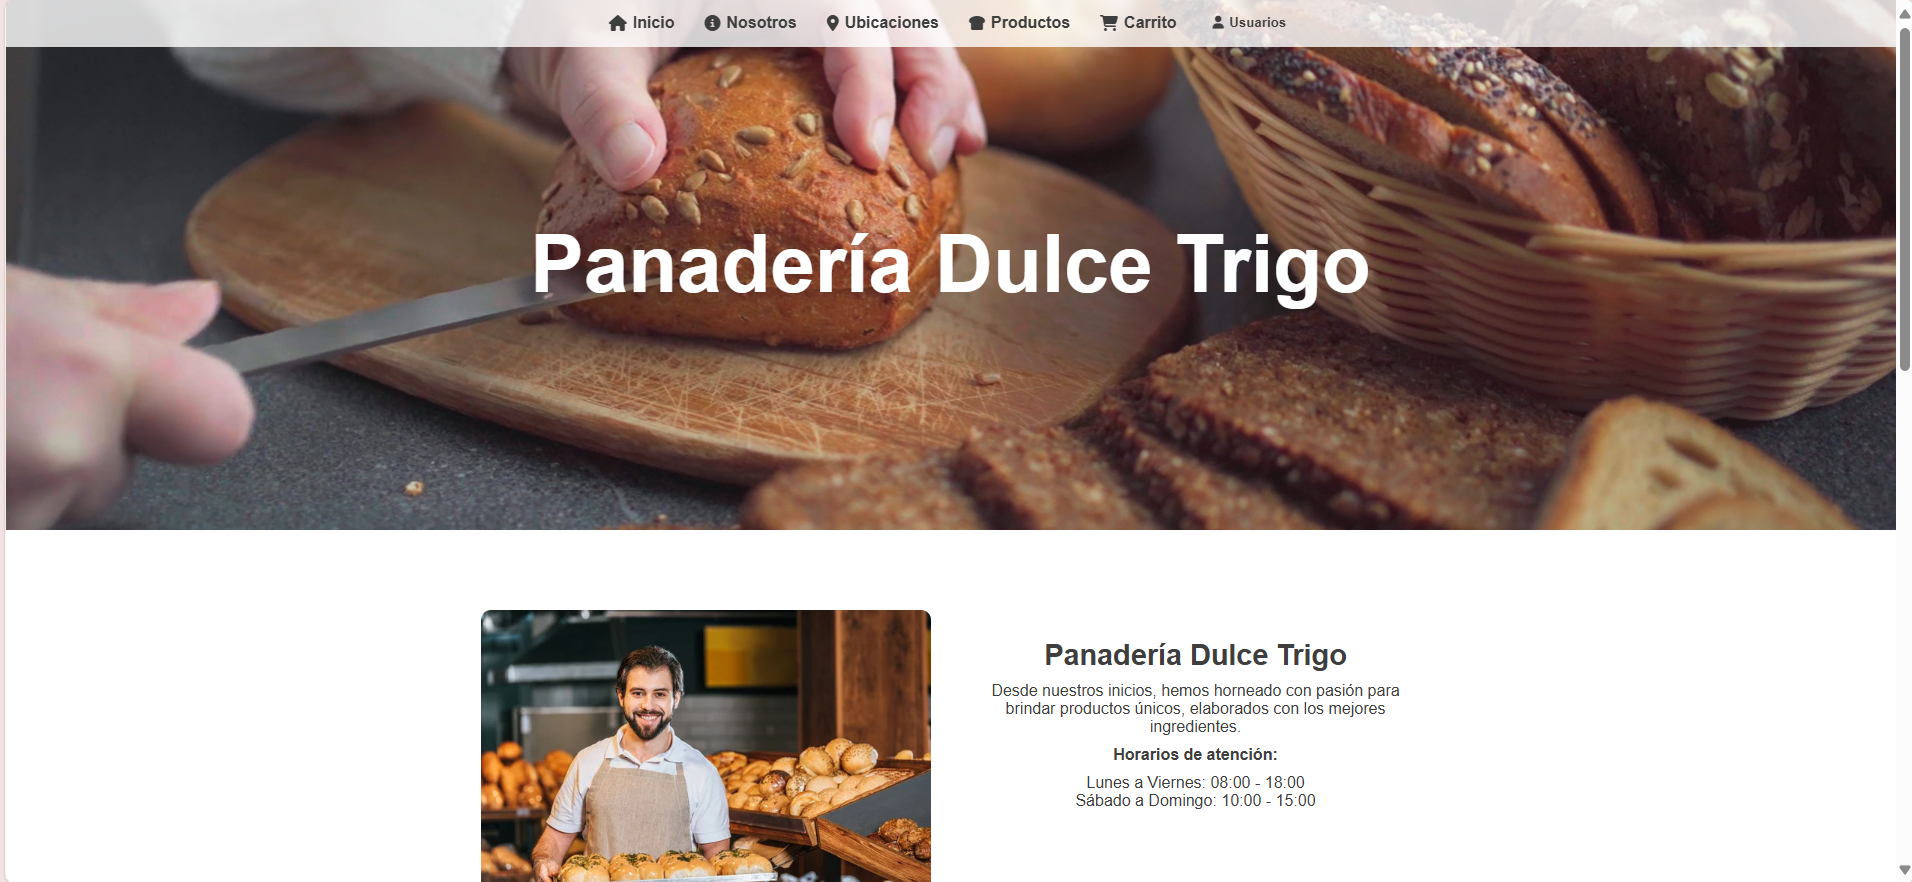 Inicio Nosotros Ubicaciones Productos Carrito Usuarios
Panadería Dulce Trigo
Panadería Dulce Trigo
Desde nuestros inicios, hemos horneado con pasión para
brindar productos únicos, elaborados con los mejores
ingredientes.
Horarios de atención:
Lunes a Viernes: 08:00 - 18:00
Sábado a Domingo: 10:00 - 15:00